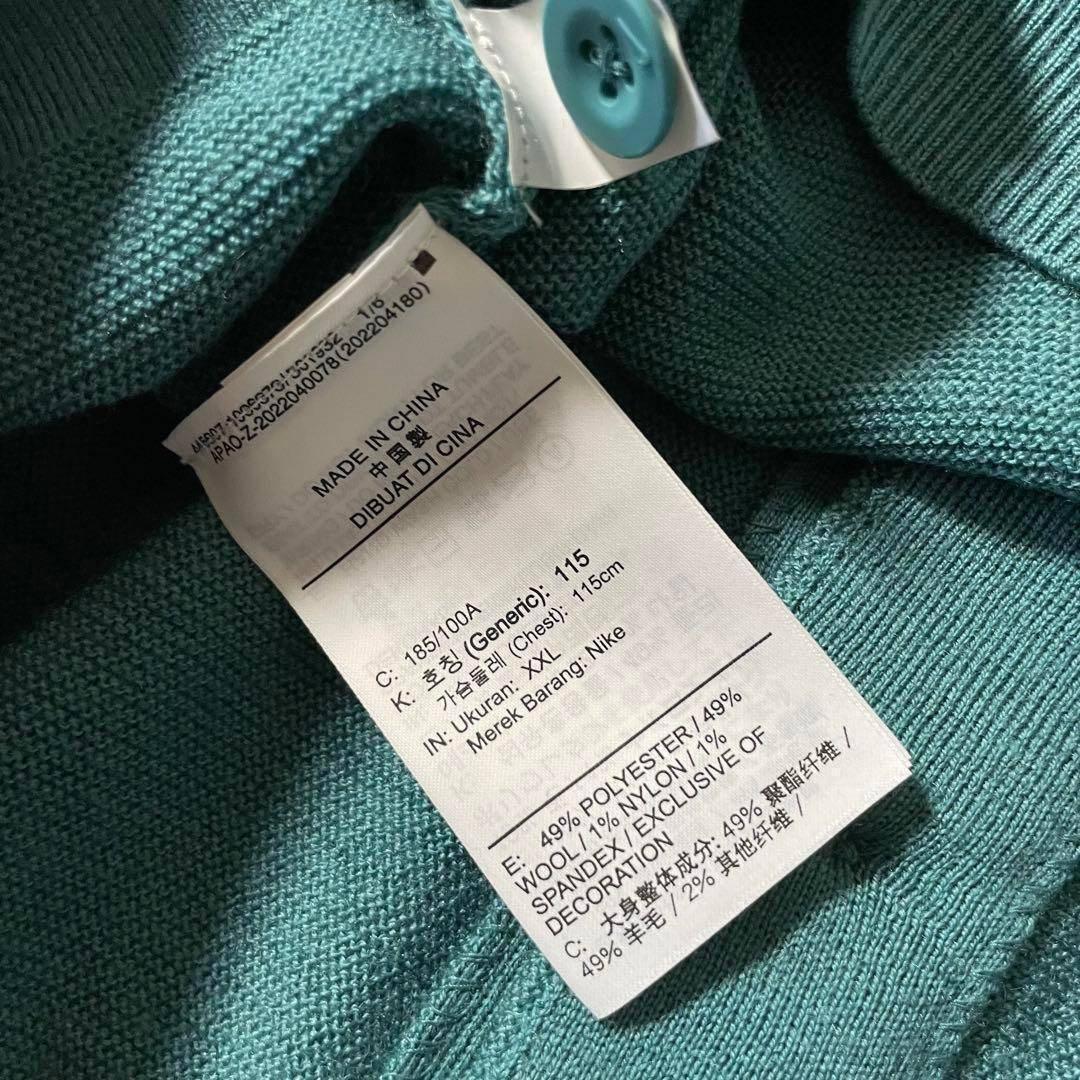 1/6
APAO-Z-2022040078(202204180)
MADE IN CHINA
中国製
DIBUAT DI CINA
C: 185/100A
K: 호칭 (Generic): 115
가슴둘레 (Chest): 115cm
IN: Ukuran: XXL
Merek Barang: Nike
E: 49% POLYESTER / 49%
WOOL / 1% NYLON / 1%
SPANDEX / EXCLUSIVE OF
DECORATION
C: 大身整体成分: 49% 聚酯纤维 /
49% 羊毛 / 2% 其他纤维 /